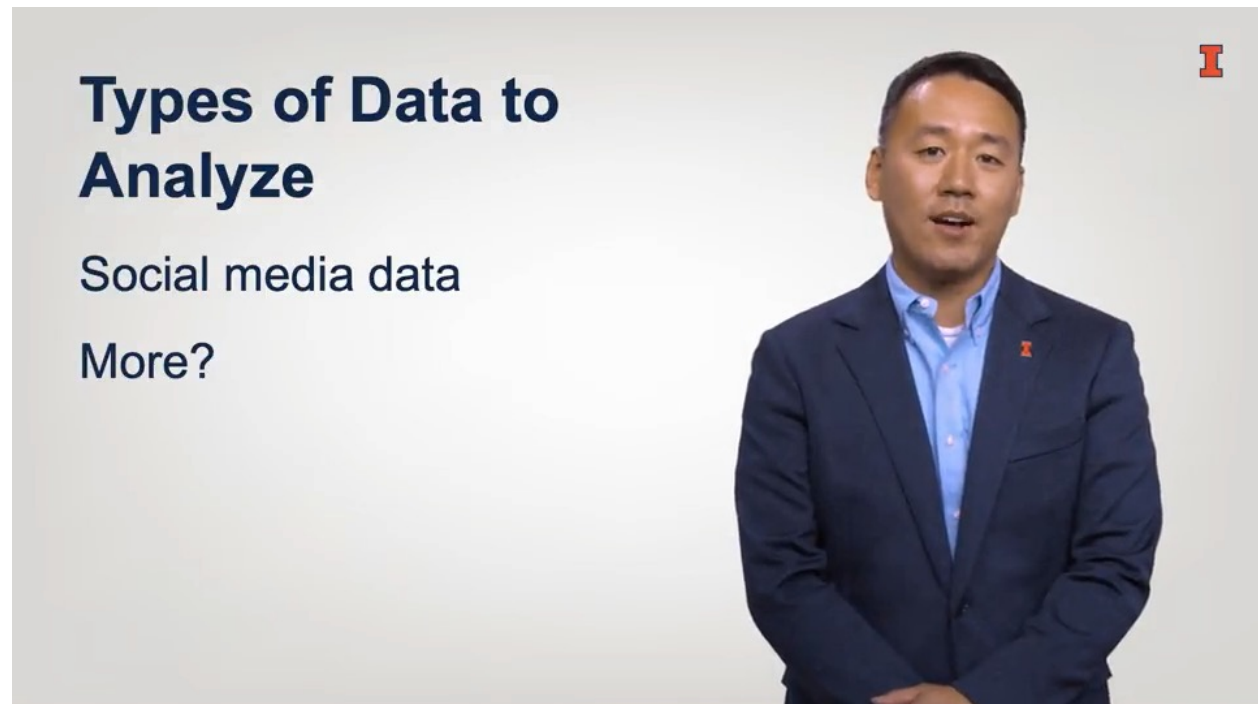 Types of Data to
Analyze
Social media data
More?
I